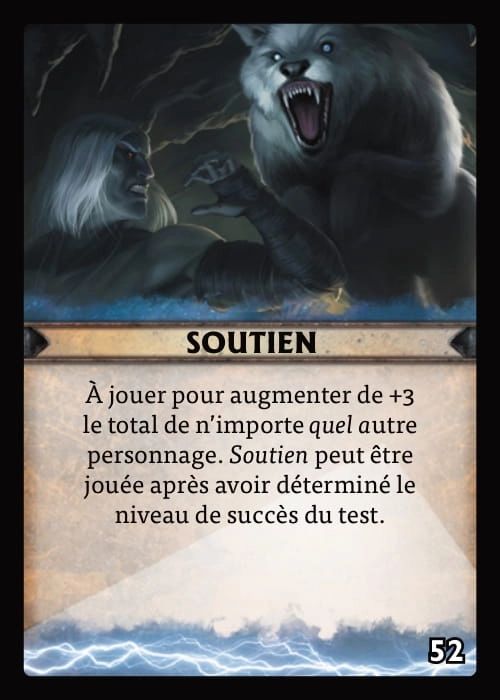 SOUTIEN
À jouer pour augmenter de +3
le total de n'importe quel autre
personnage. Soutien peut être
jouée après avoir déterminé le
niveau de succès du test.
52